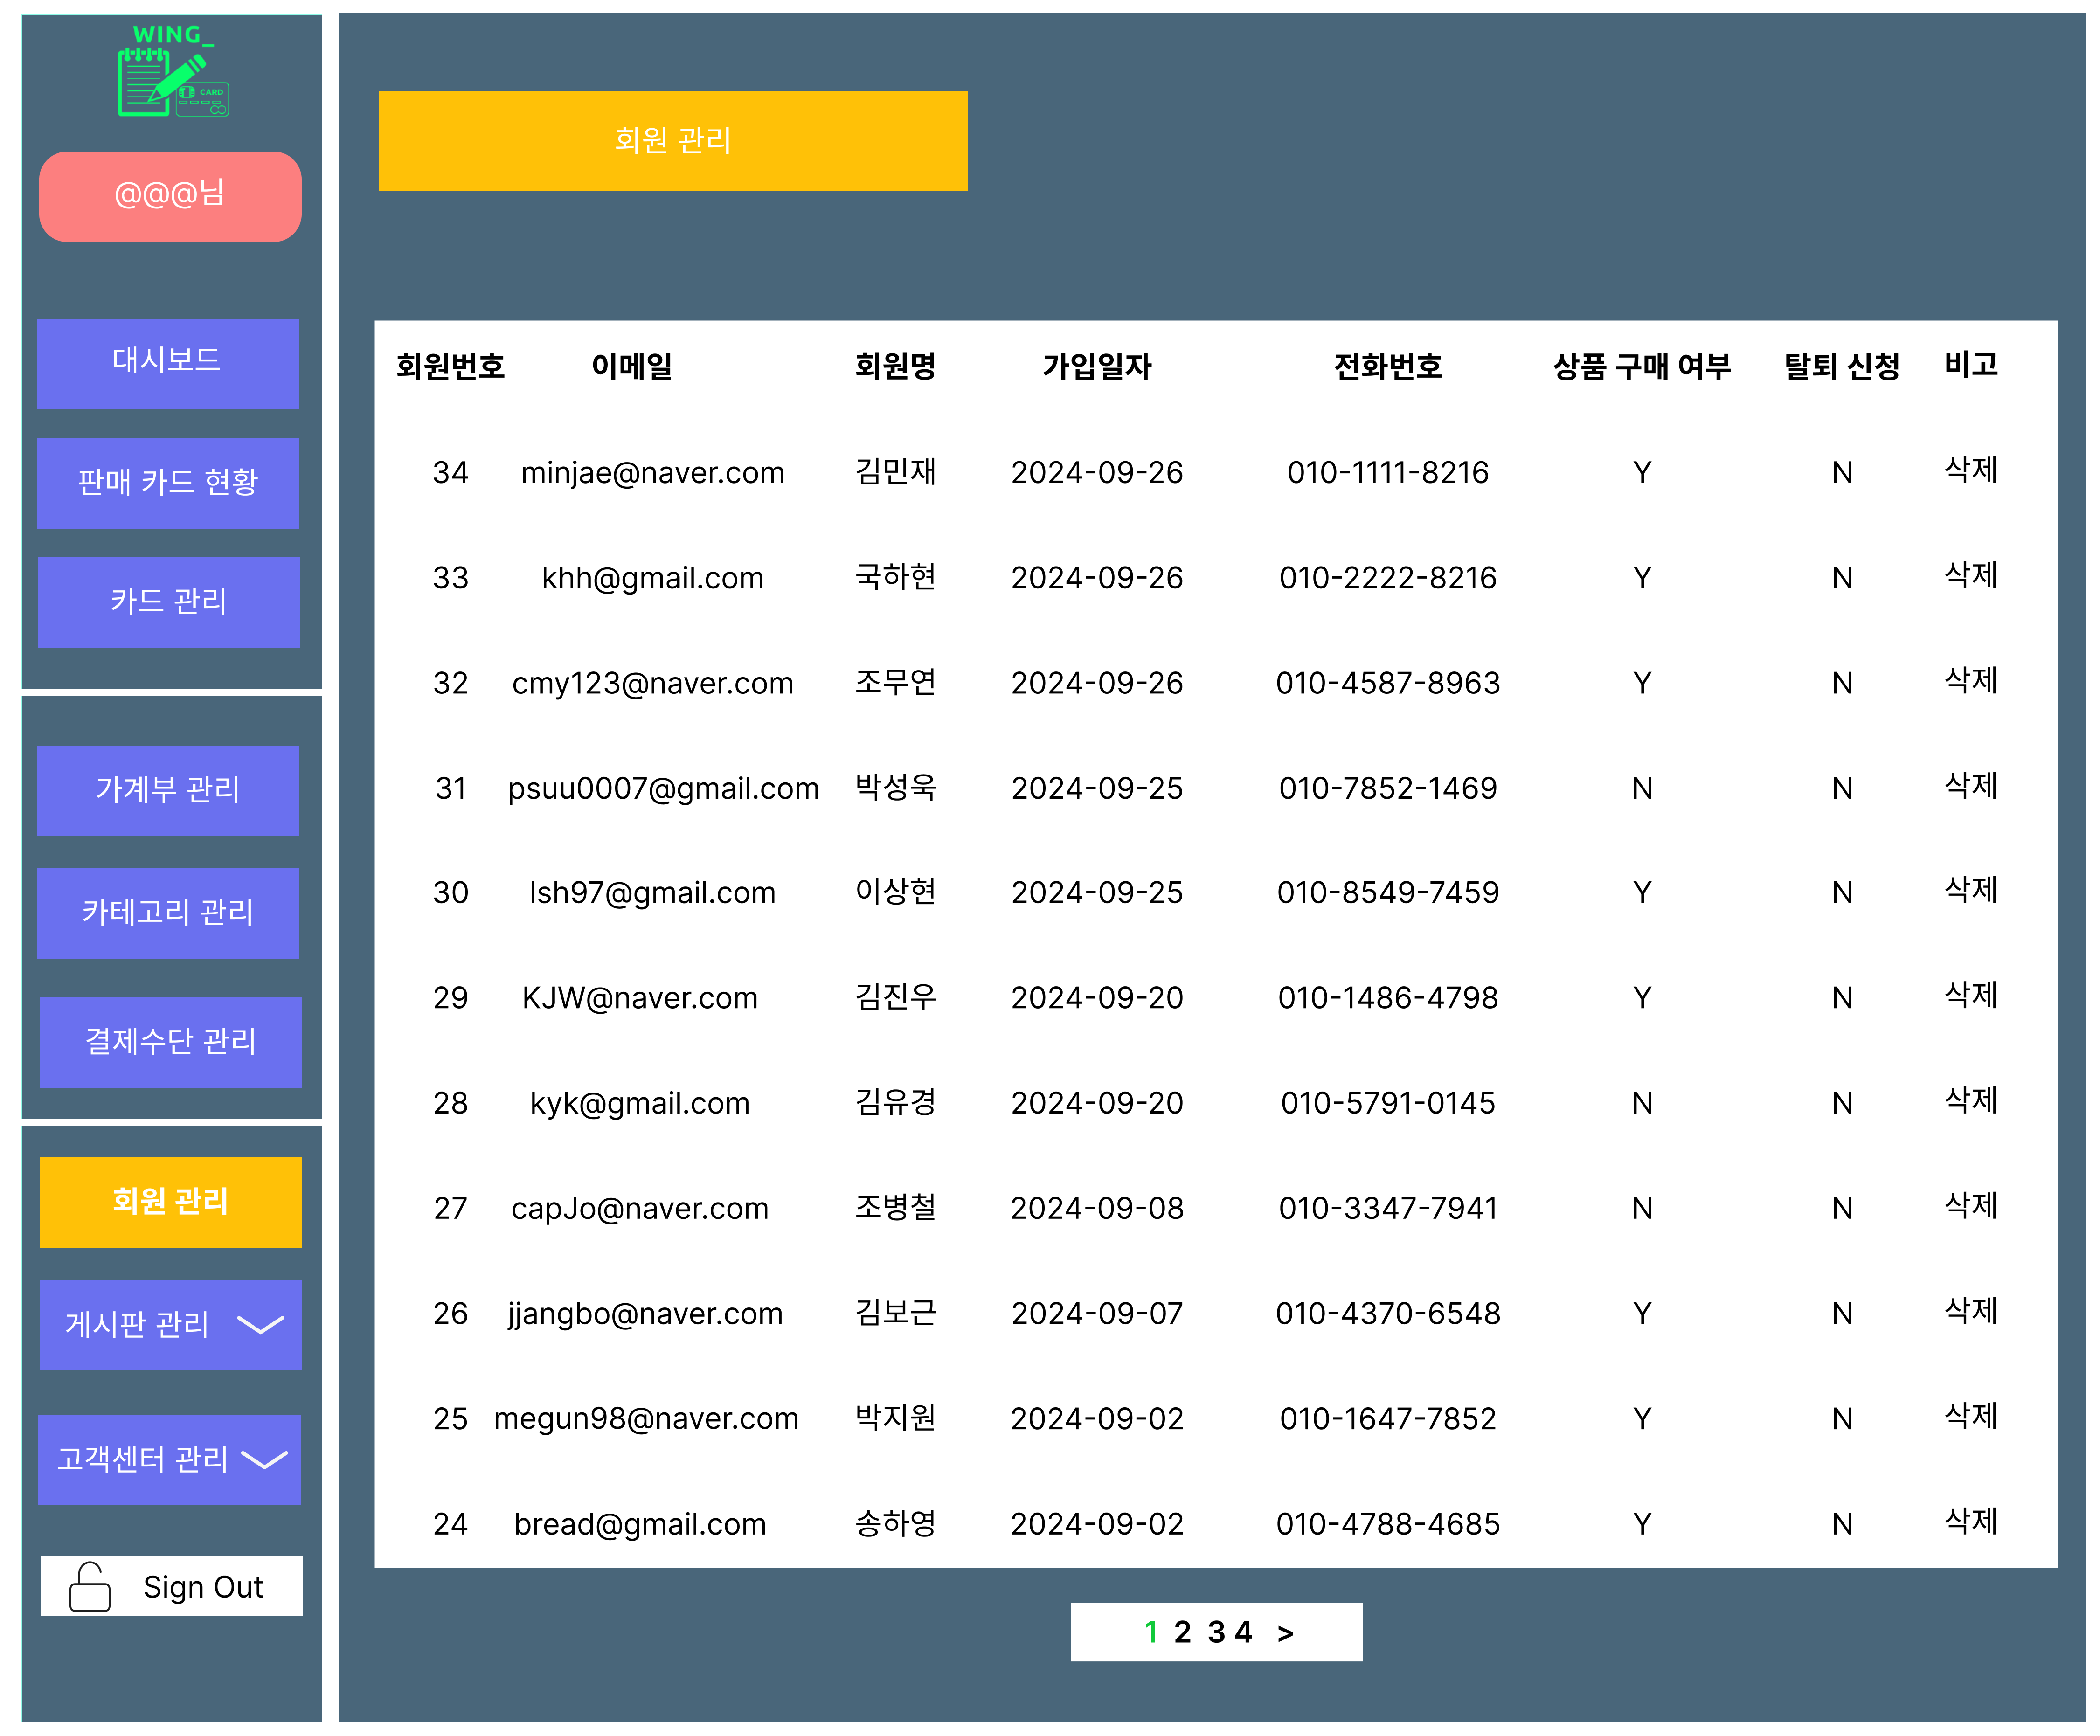 WING_
CARD
@@@님
대시보드
판매 카드 현황
카드 관리
가계부 관리
카테고리 관리
결제수단 관리
회원 관리
게시판 관리
고객센터 관리
Sign Out
회원 관리
회원번호 이메일 회원명 가입일자 전화번호 상품 구매 여부 탈퇴 신청 비고
34 minjae@naver.com 김민재 2024-09-26 010-1111-8216 Y N 삭제
33 khh@gmail.com 국하현 2024-09-26 010-2222-8216 Y N 삭제
32 cmy123@naver.com 조무연 2024-09-26 010-4587-8963 Y N 삭제
31 psuu0007@gmail.com 박성욱 2024-09-25 010-7852-1469 N N 삭제
30 lsh97@gmail.com 이상현 2024-09-25 010-8549-7459 Y N 삭제
29 KJW@naver.com 김진우 2024-09-20 010-1486-4798 Y N 삭제
28 kyk@gmail.com 김유경 2024-09-20 010-5791-0145 N N 삭제
27 capJo@naver.com 조병철 2024-09-08 010-3347-7941 N N 삭제
26 jjangbo@naver.com 김보근 2024-09-07 010-4370-6548 Y N 삭제
25 megun98@naver.com 박지원 2024-09-02 010-1647-7852 Y N 삭제
24 bread@gmail.com 송하영 2024-09-02 010-4788-4685 Y N 삭제
1 2 3 4 >